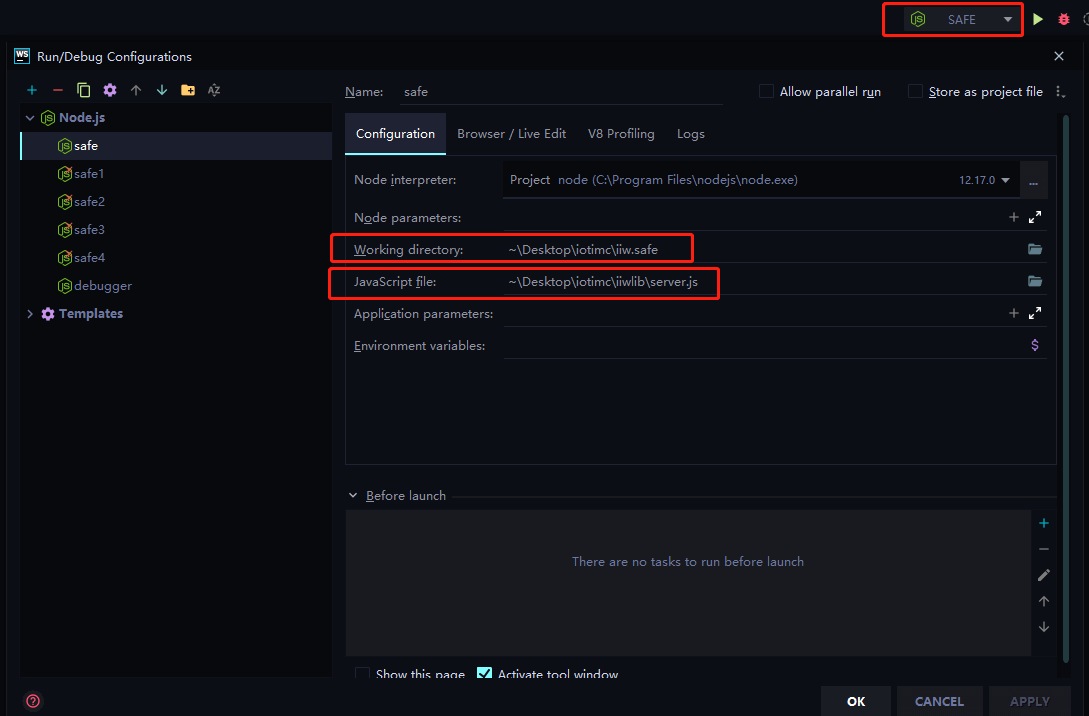 SAFE
WS Run/Debug Configurations
Name: safe Allow parallel run Store as project file
Node.js
safe
safe1
safe2
safe3
safe4
debugger
Templates
Configuration Browser / Live Edit V8 Profiling Logs
Node interpreter: Project node (C:\Program Files\nodejs\node.exe) 12.17.0 ...
Node parameters:
Working directory: ~\Desktop\iotimc\iiw.safe
JavaScript file: ~\Desktop\iotimc\iiwlib\server.js
Application parameters:
Environment variables: $
Before launch
There are no tasks to run before launch
Show this page Activate tool window
? OK CANCEL APPLY